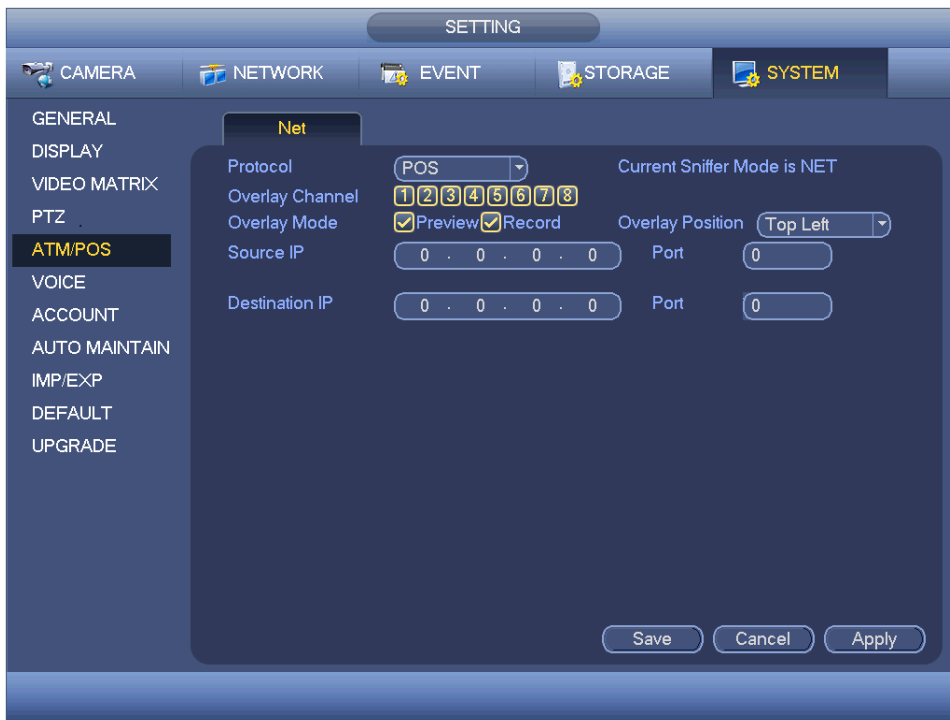 SETTING
CAMERA NETWORK EVENT STORAGE SYSTEM
GENERAL
DISPLAY
VIDEO MATRIX
PTZ
ATM/POS
VOICE
ACCOUNT
AUTO MAINTAIN
IMP/EXP
DEFAULT
UPGRADE
Net
Protocol POS Current Sniffer Mode is NET
Overlay Channel 1 2 3 4 5 6 7 8
Overlay Mode Preview Record Overlay Position Top Left
Source IP 0 . 0 . 0 . 0 Port 0
Destination IP 0 . 0 . 0 . 0 Port 0
Save Cancel Apply